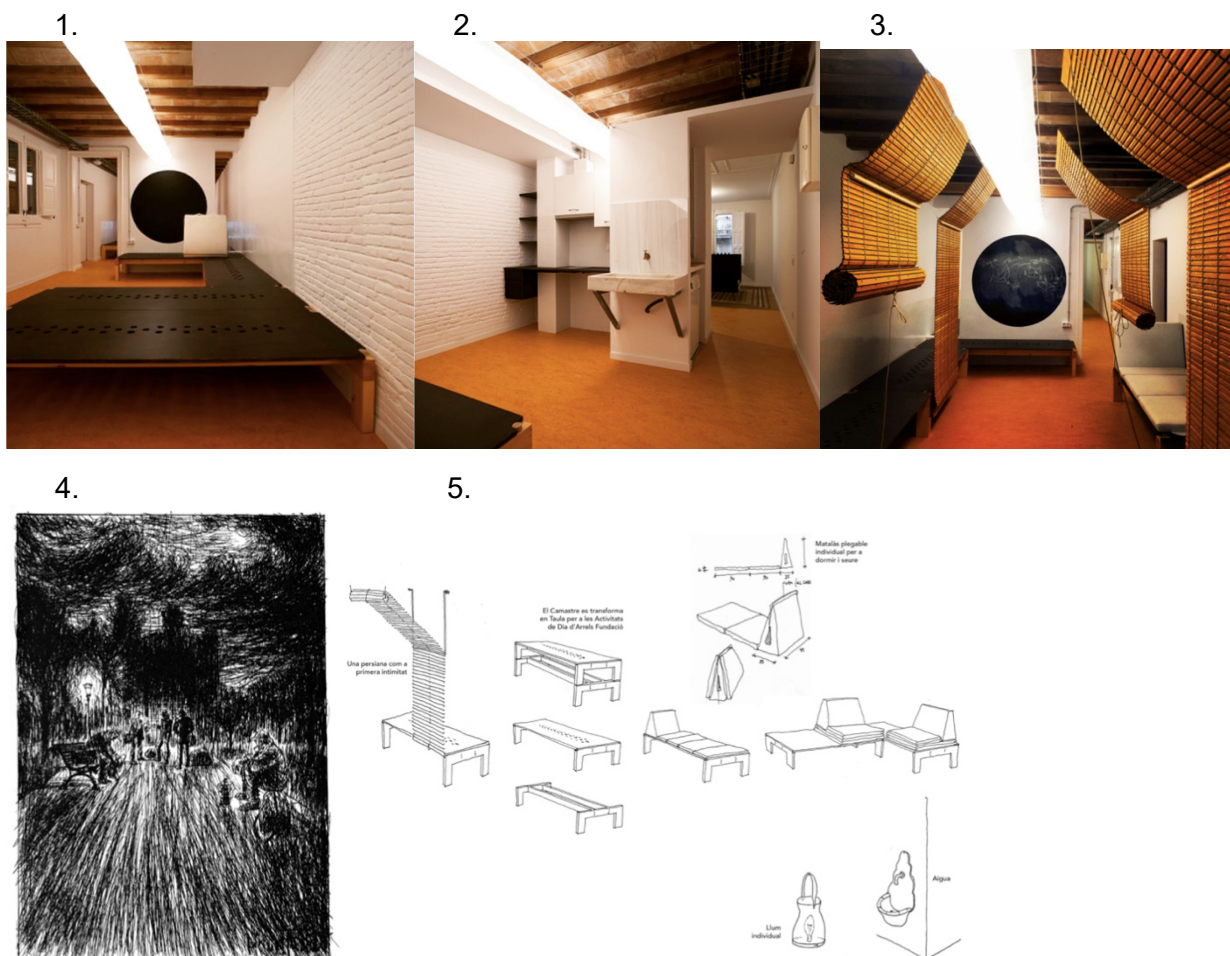 1.
2.
3.
4.
5.
Matalàs plegable
individual per a
dormir i seure
El Camastre es transforma
en Taula per a les Activitats
de Dia d'Arrels Fundació
Una persiana com a
primera intimitat
Aigua
Llum
individual